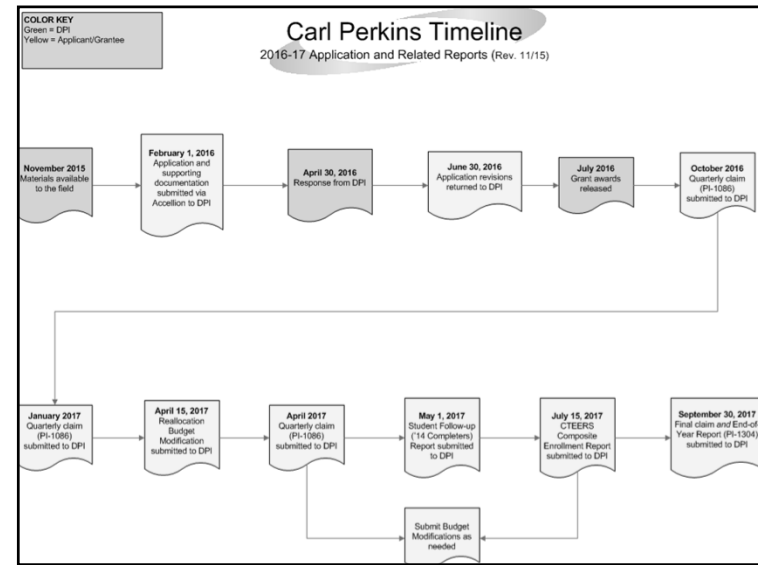 COLOR KEY
Green = DPI
Yellow = Applicant/Grantee
Carl Perkins Timeline
2016-17 Application and Related Reports (Rev. 11/15)
November 2015
Materials available
to the field
February 1, 2016
Application and
supporting
documentation
submitted via
Accellion to DPI
April 30, 2016
Response from DPI
June 30, 2016
Application revisions
returned to DPI
July 2016
Grant awards
released
October 2016
Quarterly claim
(PI-1086)
submitted to DPI
January 2017
Quarterly claim
(PI-1086)
submitted to DPI
April 15, 2017
Reallocation
Budget
Modification
submitted to DPI
April 2017
Quarterly claim
(PI-1086)
submitted to DPI
May 1, 2017
Student Follow-up
('14 Completers)
Report submitted
to DPI
July 15, 2017
CTEERS
Composite
Enrollment Report
submitted to DPI
September 30, 2017
Final claim and End-of-
Year Report (PI-1304)
submitted to DPI
Submit Budget
Modifications as
needed